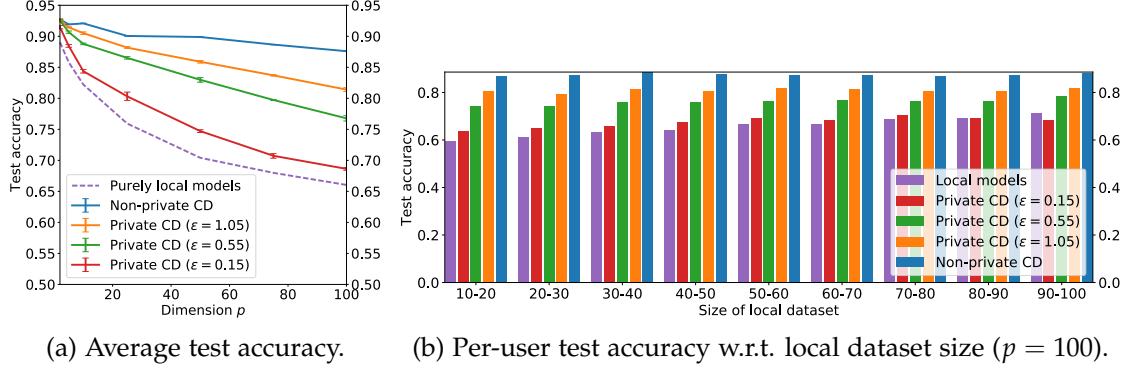 0.95
0.90
0.85
0.80
0.75
0.70
0.65
0.60
0.55
0.50
Test accuracy
20
40
60
80
100
Dimension p
0.95
0.90
0.85
0.80
0.75
0.70
0.65
0.60
0.55
0.50
Purely local models
Non-private CD
Private CD (ε = 1.05)
Private CD (ε = 0.55)
Private CD (ε = 0.15)
(a) Average test accuracy.
0.8
0.6
0.4
0.2
0.0
Test accuracy
10-20
20-30
30-40
40-50
50-60
60-70
70-80
80-90
90-100
Size of local dataset
0.8
0.6
0.4
0.2
0.0
Local models
Private CD (ε = 0.15)
Private CD (ε = 0.55)
Private CD (ε = 1.05)
Non-private CD
(b) Per-user test accuracy w.r.t. local dataset size (p = 100).